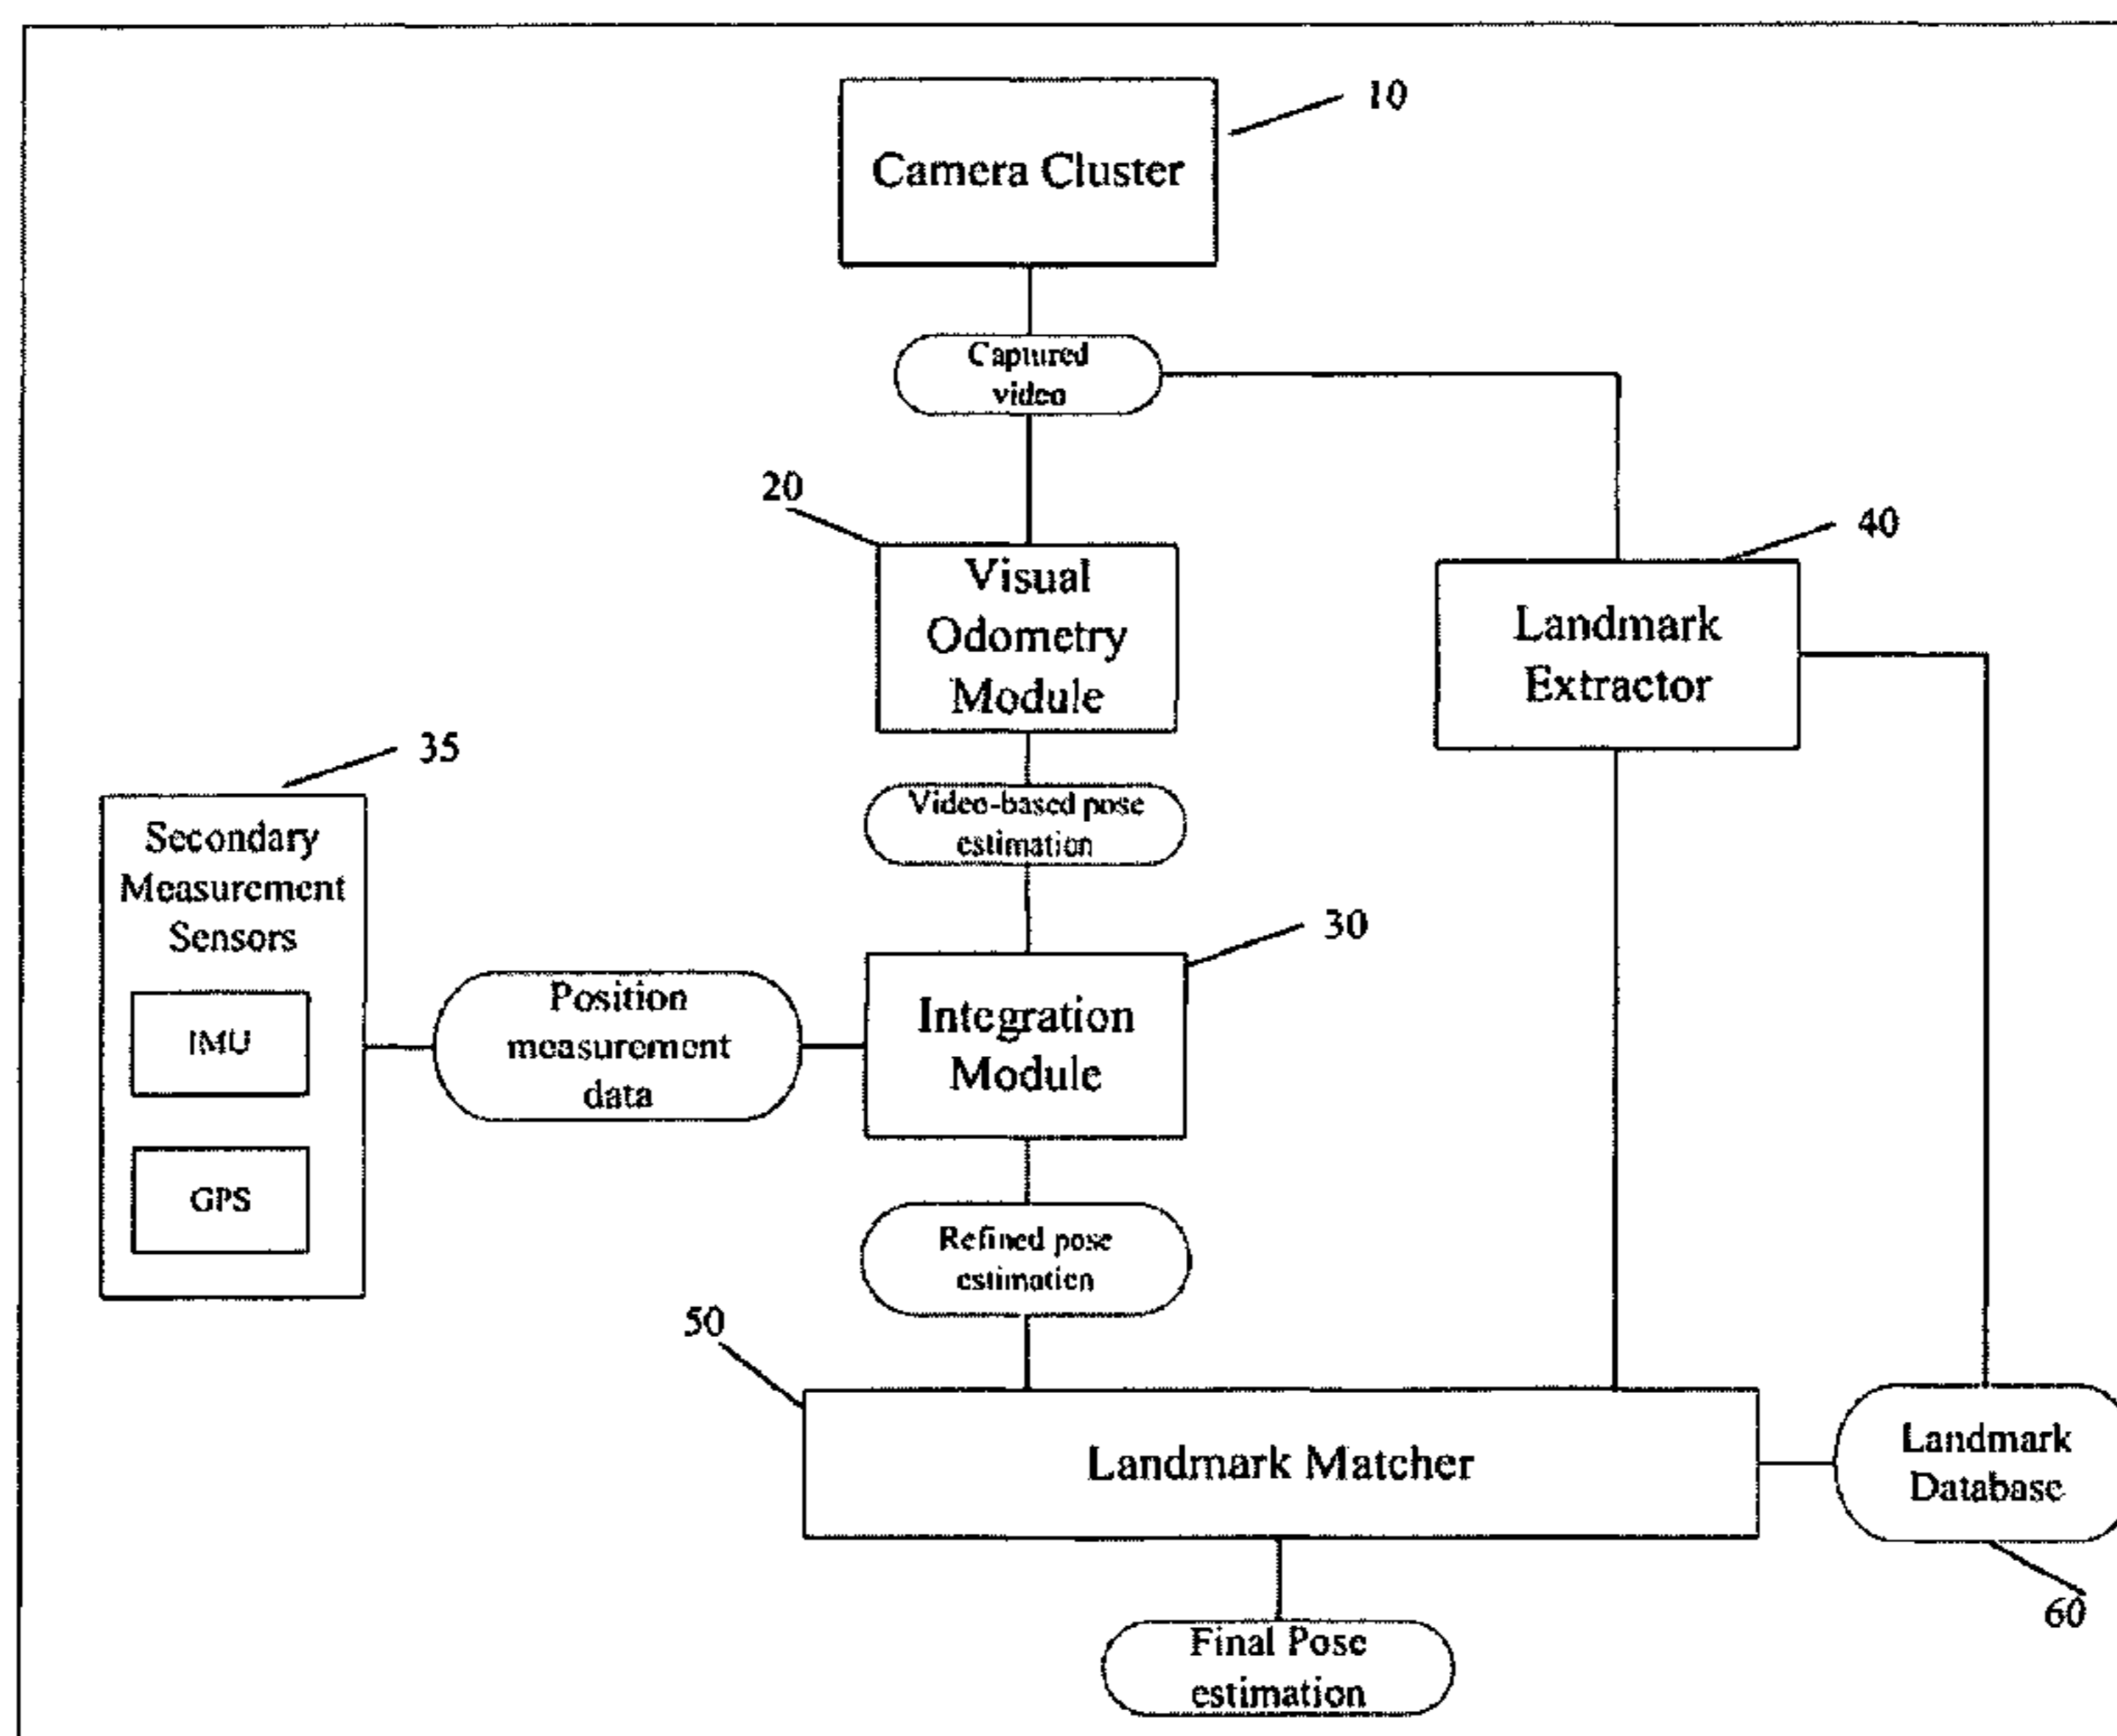 10
Camera Cluster
Captured
video
20
Visual
Odometry
Module
40
Landmark
Extractor
35
Secondary
Measurement
Sensors
IMU
GPS
Video-based pose
estimation
30
Position
measurement
data
Integration
Module
Refined pose
estimation
50
Landmark Matcher
Landmark
Database
60
Final Pose
estimation